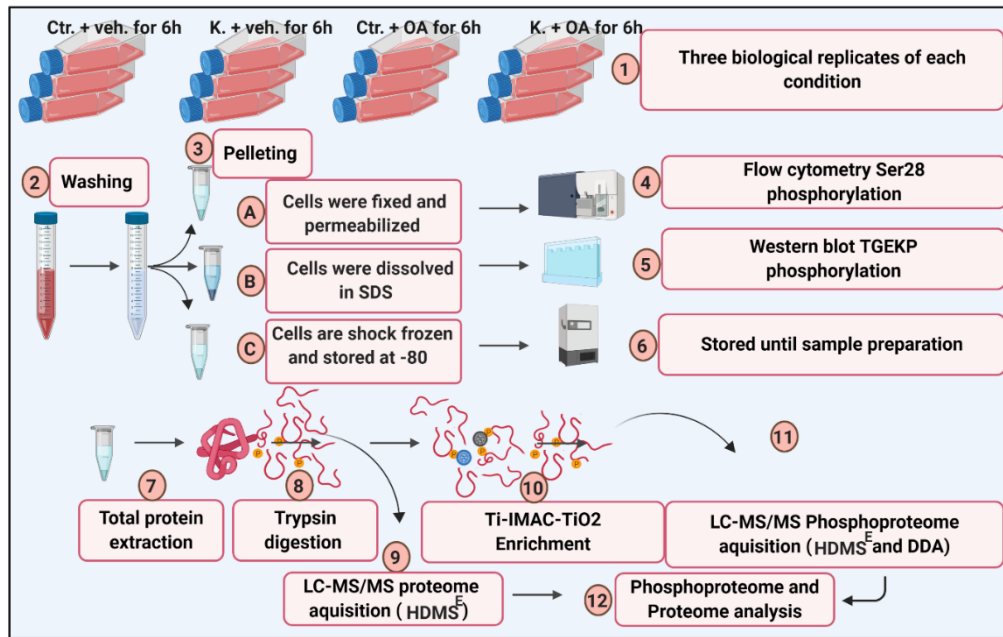 Ctr. + veh. for 6h
K. + veh. for 6h
Ctr. + OA for 6h
K. + OA for 6h
1
Three biological replicates of each
condition
2
Washing
3
Pelleting
A
Cells were fixed and
permeabilized
4
Flow cytometry Ser28
phosphorylation
B
Cells were dissolved
in SDS
5
Western blot TGEKP
phosphorylation
C
Cells are shock frozen
and stored at -80
6
Stored until sample preparation
P
P
P
P
P
P
P
P
7
Total protein
extraction
8
Trypsin
digestion
9
LC-MS/MS proteome
aquisition (HDMS^E)
10
Ti-IMAC-TiO2
Enrichment
11
LC-MS/MS Phosphoproteome
aquisition (HDMS^E and DDA)
12
Phosphoproteome and
Proteome analysis